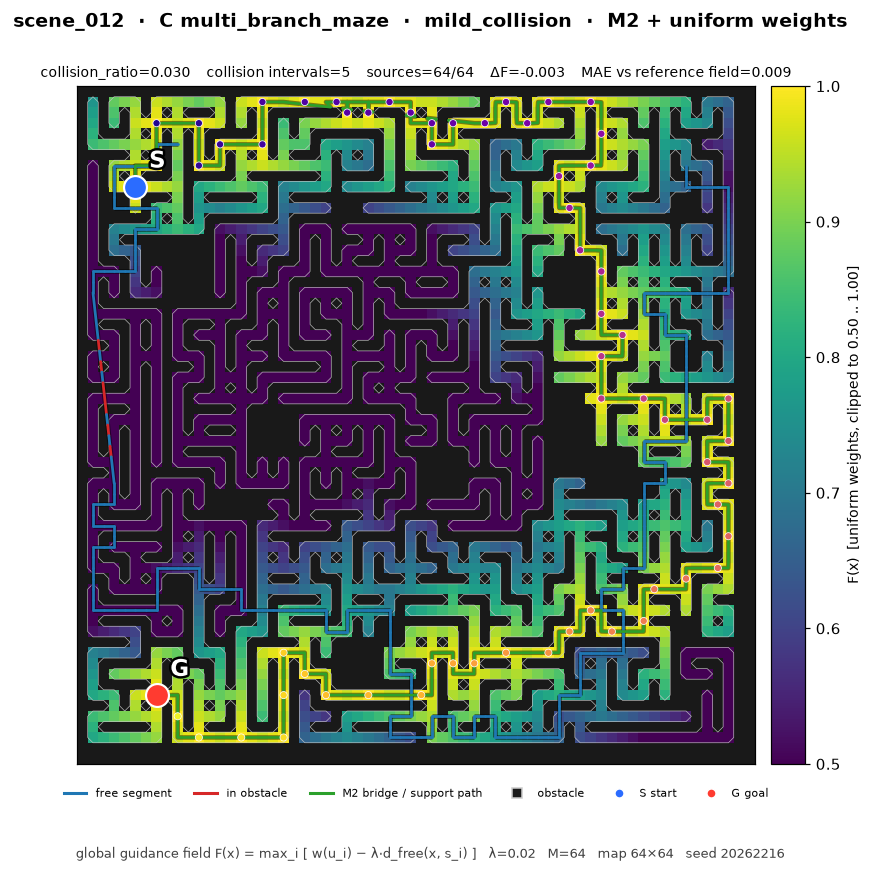 scene_012 · C multi_branch_maze · mild_collision · M2 + uniform weights
collision_ratio=0.030 collision intervals=5 sources=64/64 ΔF=-0.003 MAE vs reference field=0.009
S
G
1.0
0.9
0.8
0.7
0.6
0.5
F(x) [uniform weights, clipped to 0.50 .. 1.00]
free segment
in obstacle
M2 bridge / support path
obstacle
S start
G goal
global guidance field F(x) = max_i [ w(u_i) − λ·d_free(x, s_i) ] λ=0.02 M=64 map 64×64 seed 20262216